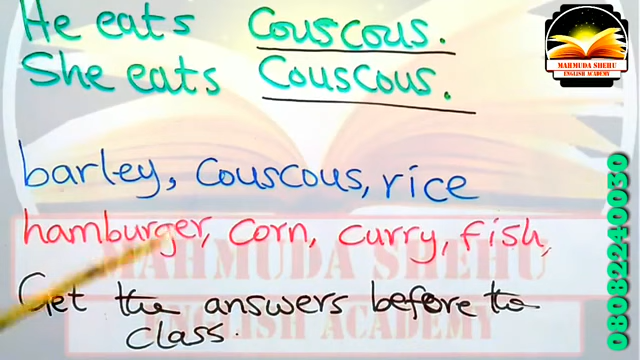 He eats Couscous.
She eats Couscous.
barley, Couscous, rice
hamburger, Corn, Curry, fish,
Get the answers before the
class.
MAHMUDA SHEHU
ENGLISH ACADEMY
MAHMUDA SHEHU
ENGLISH ACADEMY
08082240030